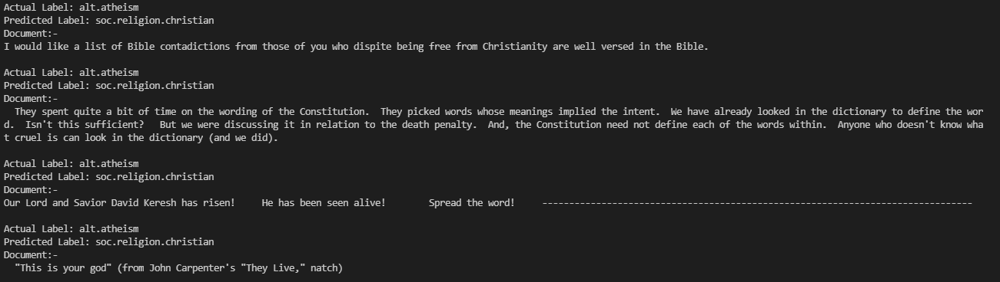 Actual Label: alt.atheism
Predicted Label: soc.religion.christian
Document:-
I would like a list of Bible contadictions from those of you who dispite being free from Christianity are well versed in the Bible.
Actual Label: alt.atheism
Predicted Label: soc.religion.christian
Document:-
They spent quite a bit of time on the wording of the Constitution.  They picked words whose meanings implied the intent.  We have already looked in the dictionary to define the wor
d.  Isn't this sufficient?   But we were discussing it in relation to the death penalty.  And, the Constitution need not define each of the words within.  Anyone who doesn't know wha
t cruel is can look in the dictionary (and we did).
Actual Label: alt.atheism
Predicted Label: soc.religion.christian
Document:-
Our Lord and Savior David Keresh has risen!     He has been seen alive!        Spread the word!     --------------------------------------------------------------------------------
Actual Label: alt.atheism
Predicted Label: soc.religion.christian
Document:-
"This is your god" (from John Carpenter's "They Live," natch)